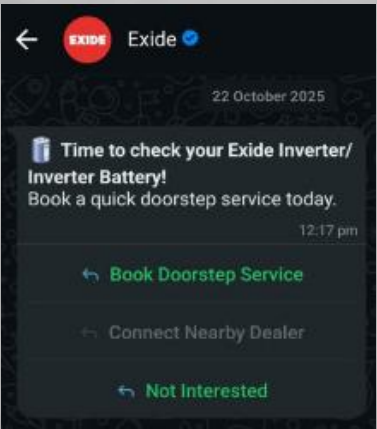 EXIDE Exide
22 October 2025
Time to check your Exide Inverter/
Inverter Battery!
Book a quick doorstep service today.
12:17 pm
Book Doorstep Service
Connect Nearby Dealer
Not Interested